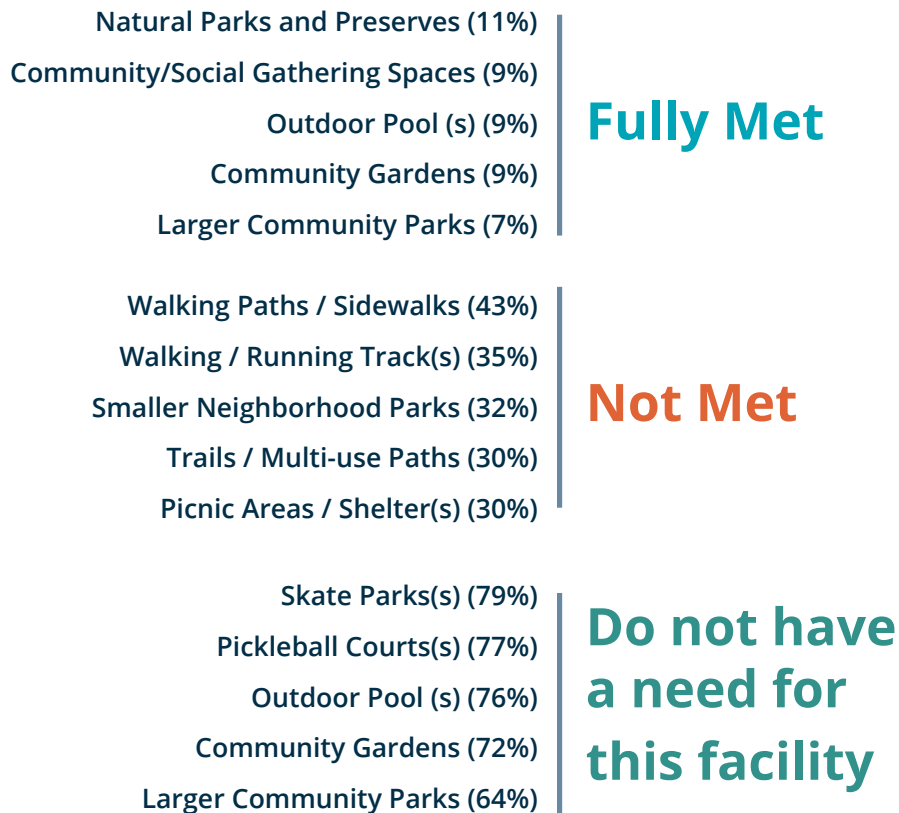 Natural Parks and Preserves (11%)
Community/Social Gathering Spaces (9%)
Outdoor Pool (s) (9%)
Community Gardens (9%)
Larger Community Parks (7%)
Fully Met
Walking Paths / Sidewalks (43%)
Walking / Running Track(s) (35%)
Smaller Neighborhood Parks (32%)
Trails / Multi-use Paths (30%)
Picnic Areas / Shelter(s) (30%)
Not Met
Skate Parks(s) (79%)
Pickleball Courts(s) (77%)
Outdoor Pool (s) (76%)
Community Gardens (72%)
Larger Community Parks (64%)
Do not have
a need for
this facility